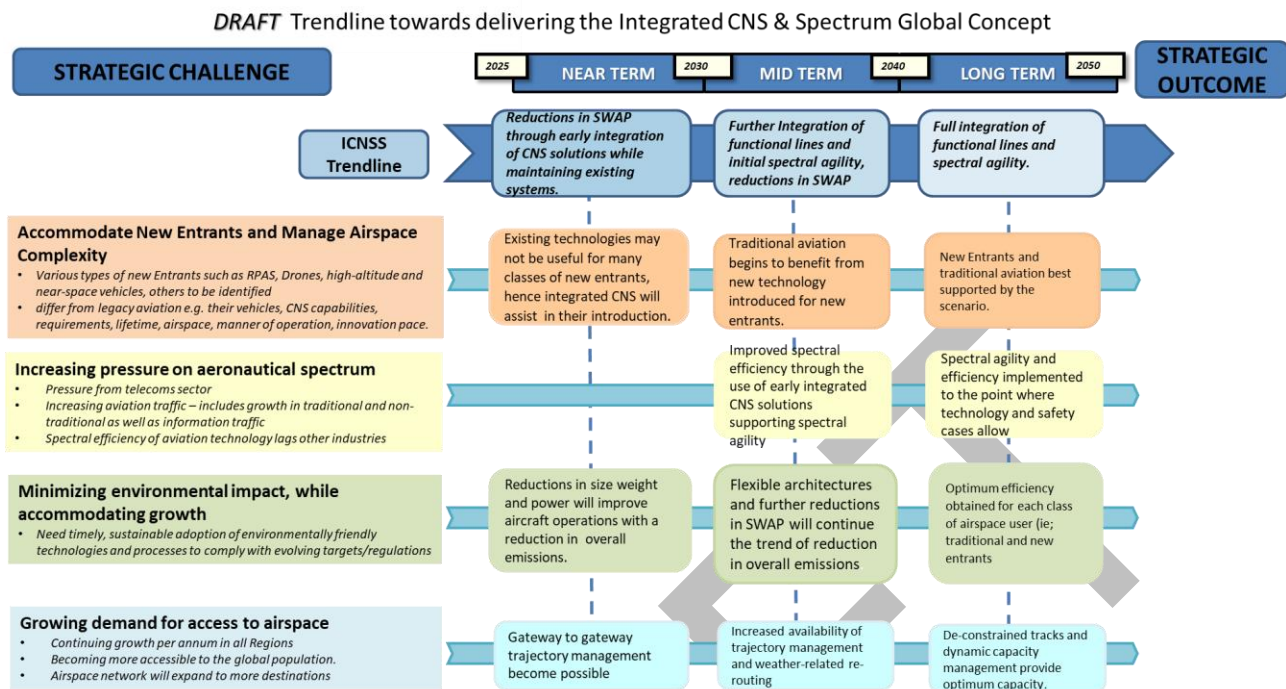 DRAFT Trendline towards delivering the Integrated CNS & Spectrum Global Concept
STRATEGIC CHALLENGE
2025
NEAR TERM
2030
MID TERM
2040
LONG TERM
2050
STRATEGIC
OUTCOME
ICNSS
Trendline
Reductions in SWAP
through early integration
of CNS solutions while
maintaining existing
systems.
Further Integration of
functional lines and
initial spectral agility,
reductions in SWAP
Full integration of
functional lines and
spectral agility.
Accommodate New Entrants and Manage Airspace
Complexity
• Various types of new Entrants such as RPAS, Drones, high-altitude and
near-space vehicles, others to be identified
• differ from legacy aviation e.g. their vehicles, CNS capabilities,
requirements, lifetime, airspace, manner of operation, innovation pace.
Existing technologies may
not be useful for many
classes of new entrants,
hence integrated CNS will
assist in their introduction.
Traditional aviation
begins to benefit from
new technology
introduced for new
entrants.
New Entrants and
traditional aviation best
supported by the
scenario.
Increasing pressure on aeronautical spectrum
• Pressure from telecoms sector
• Increasing aviation traffic – includes growth in traditional and non-
traditional as well as information traffic
• Spectral efficiency of aviation technology lags other industries
Improved spectral
efficiency through the
use of early integrated
CNS solutions
supporting spectral
agility
Spectral agility and
efficiency implemented
to the point where
technology and safety
cases allow
Minimizing environmental impact, while
accommodating growth
• Need timely, sustainable adoption of environmentally friendly
technologies and processes to comply with evolving targets/regulations
Reductions in size weight
and power will improve
aircraft operations with a
reduction in overall
emissions.
Flexible architectures
and further reductions
in SWAP will continue
the trend of reduction
in overall emissions
Optimum efficiency
obtained for each class
of airspace user (ie;
traditional and new
entrants
Growing demand for access to airspace
• Continuing growth per annum in all Regions
• Becoming more accessible to the global population.
• Airspace network will expand to more destinations
Gateway to gateway
trajectory management
become possible
Increased availability of
trajectory management
and weather-related re-
routing
De-constrained tracks and
dynamic capacity
management provide
optimum capacity.